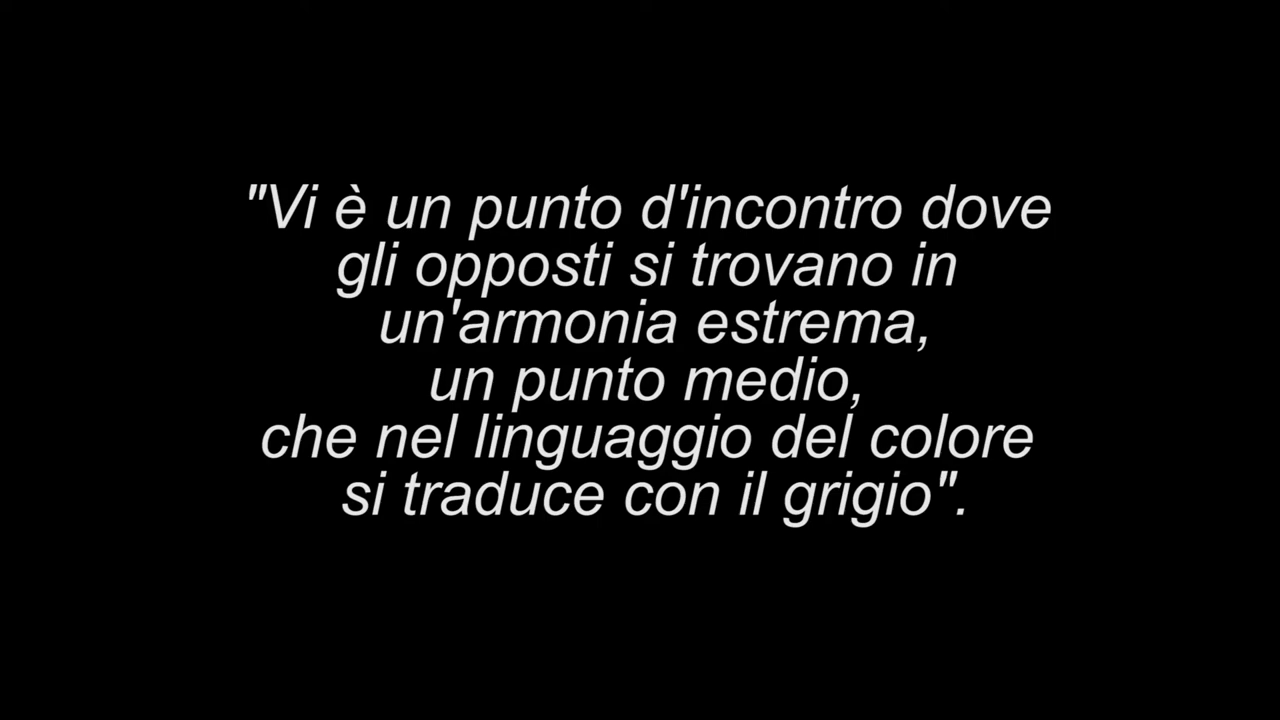 "Vi è un punto d'incontro dove
gli opposti si trovano in
un'armonia estrema,
un punto medio,
che nel linguaggio del colore
si traduce con il grigio".